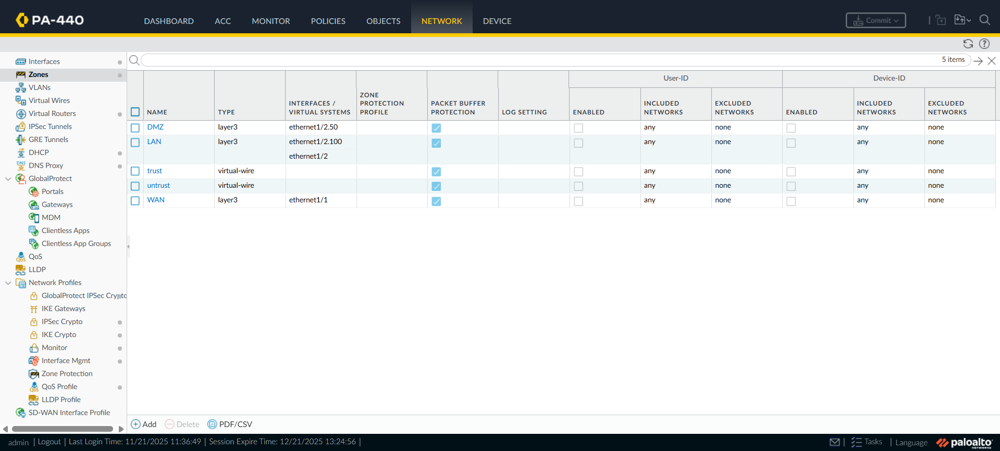 PA-440
DASHBOARD ACC MONITOR POLICIES OBJECTS NETWORK DEVICE
Commit
5 items
Interfaces
Zones
VLANs
Virtual Wires
Virtual Routers
IPSec Tunnels
GRE Tunnels
DHCP
DNS Proxy
GlobalProtect
Portals
Gateways
MDM
Clientless Apps
Clientless App Groups
QoS
LLDP
Network Profiles
GlobalProtect IPSec Crypto
IKE Gateways
IPSec Crypto
IKE Crypto
Monitor
Interface Mgmt
Zone Protection
QoS Profile
LLDP Profile
SD-WAN Interface Profile
User-ID Device-ID
NAME TYPE INTERFACES / VIRTUAL SYSTEMS ZONE PROTECTION PROFILE PACKET BUFFER PROTECTION LOG SETTING ENABLED INCLUDED NETWORKS EXCLUDED NETWORKS ENABLED INCLUDED NETWORKS EXCLUDED NETWORKS
DMZ layer3 ethernet1/2.50 any none any none
LAN layer3 ethernet1/2.100 any none any none
ethernet1/2
trust virtual-wire any none any none
untrust virtual-wire any none any none
WAN layer3 ethernet1/1 any none any none
Add Delete PDF/CSV
admin | Logout | Last Login Time: 11/21/2025 11:36:49 | Session Expire Time: 12/21/2025 13:24:56 |
| Tasks | Language paloalto NETWORKS